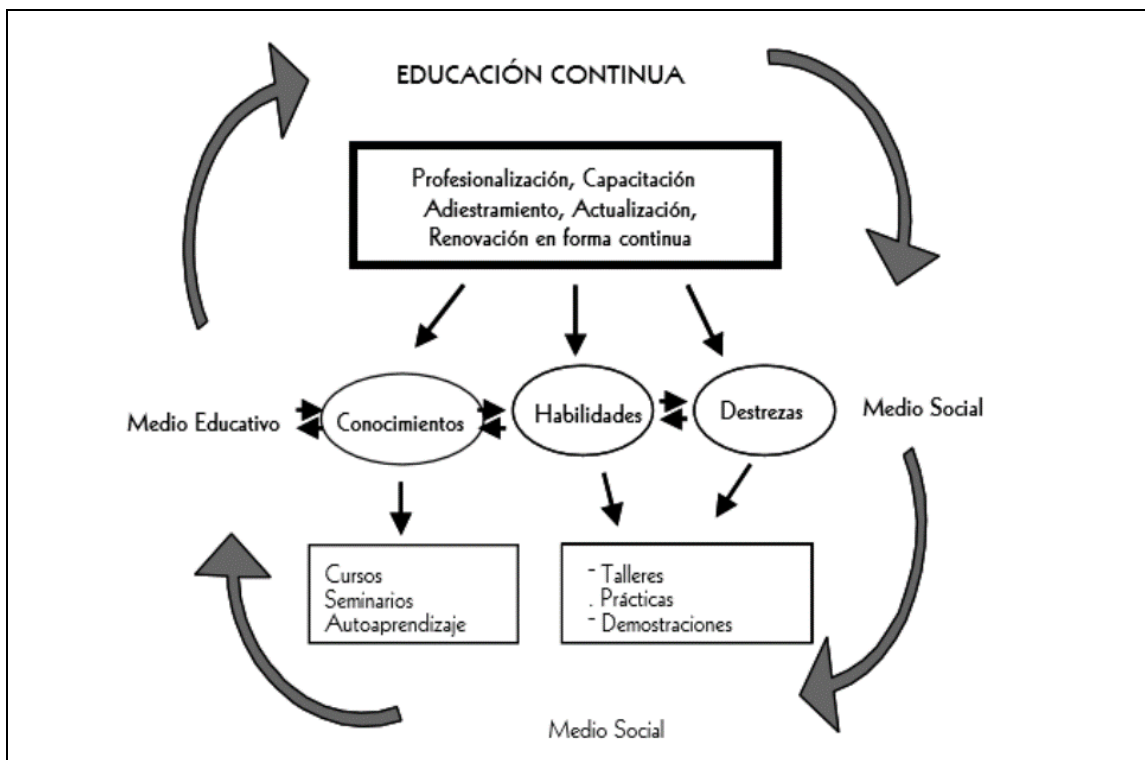 EDUCACIÓN CONTINUA
Profesionalización, Capacitación
Adiestramiento, Actualización,
Renovación en forma continua
Medio Educativo
Conocimientos
Habilidades
Destrezas
Medio Social
Cursos
Seminarios
Autoaprendizaje
- Talleres
. Prácticas
- Demostraciones
Medio Social